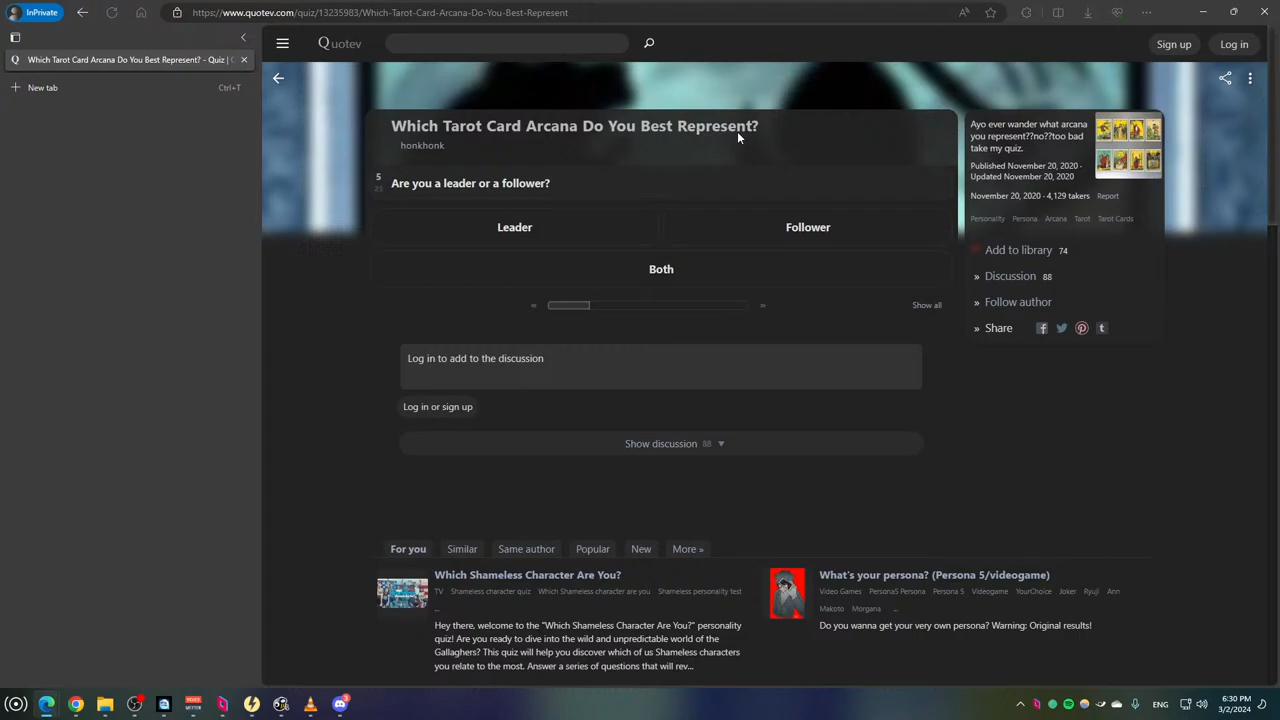 InPrivate
https://www.quotev.com/quiz/13235983/Which-Tarot-Card-Arcana-Do-You-Best-Represent
Q Which Tarot Card Arcana Do You Best Represent? - Quiz |
New tab Ctrl+T
Quotev
Sign up
Log in
Which Tarot Card Arcana Do You Best Represent?
honkhonk
5
Are you a leader or a follower?
Leader
Follower
Both
Show all
Log in to add to the discussion
Log in or sign up
Show discussion 88
Ayo ever wander what arcana
you represent??no??too bad
take my quiz.
Published November 20, 2020 -
Updated November 20, 2020
November 20, 2020 · 4,129 takers Report
Personality Persona Arcana Tarot Tarot Cards
Add to library 74
» Discussion 88
» Follow author
» Share
For you Similar Same author Popular New More »
Which Shameless Character Are You?
TV Shameless character quiz Which Shameless character are you Shameless personality test
...
Hey there, welcome to the "Which Shameless Character Are You?" personality
quiz! Are you ready to dive into the wild and unpredictable world of the
Gallaghers? This quiz will help you discover which of us Shameless characters
you relate to the most. Answer a series of questions that will rev...
What's your persona? (Persona 5/videogame)
Video Games Persona5 Persona Persona 5 Videogame YourChoice Joker Ryuji Ann
Makoto Morgana ...
Do you wanna get your very own persona? Warning: Original results!
3
6:30 PM
3/2/2024